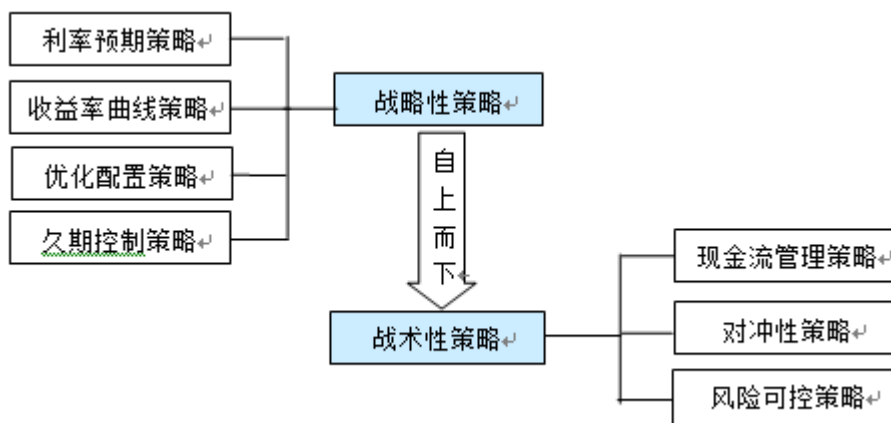 利率预期策略
收益率曲线策略
优化配置策略
久期控制策略
战略性策略
自
上
而
下
战术性策略
现金流管理策略
对冲性策略
风险可控策略